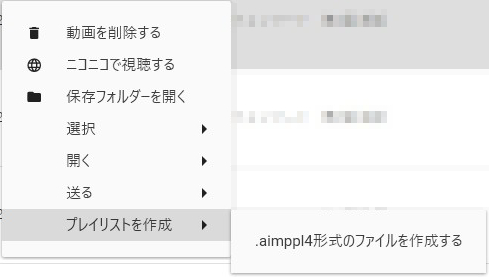 動画を削除する
ニコニコで視聴する
保存フォルダーを開く
選択
開く
送る
プレイリストを作成
.aimppl4形式のファイルを作成する